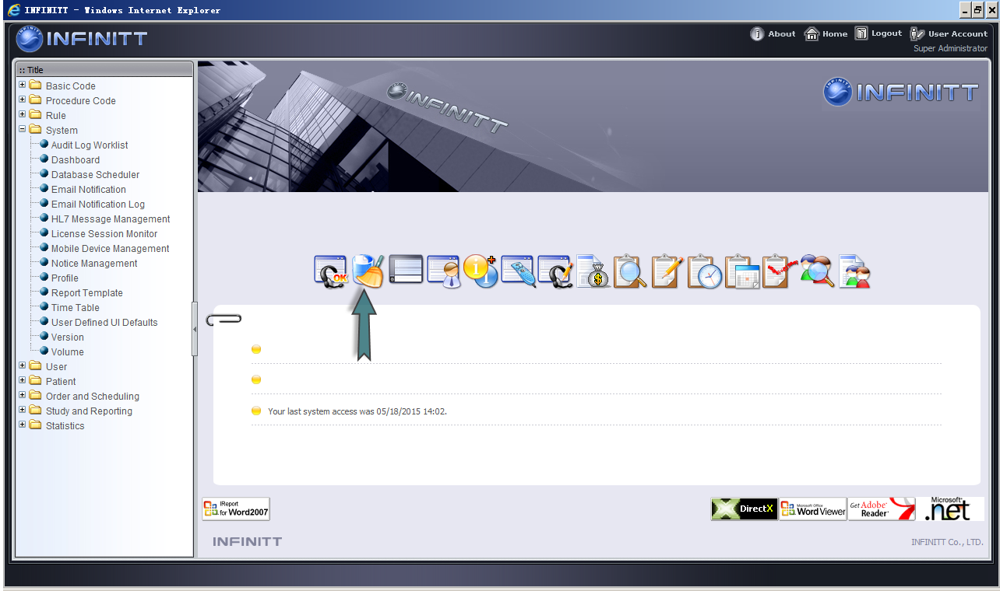 INFINITT - Windows Internet Explorer
INFINITT
About Home Logout User Account
Super Administrator
:: Title
Basic Code
Procedure Code
Rule
System
Audit Log Worklist
Dashboard
Database Scheduler
Email Notification
Email Notification Log
HL7 Message Management
License Session Monitor
Mobile Device Management
Notice Management
Profile
Report Template
Time Table
User Defined UI Defaults
Version
Volume
User
Patient
Order and Scheduling
Study and Reporting
Statistics
INFINITT
INFINITT
OK
Your last system access was 05/18/2015 14:02.
IReport
for Word2007
DirectX
Microsoft Office
Word Viewer
Get Adobe®
Reader®
Microsoft®
.net
INFINITT
INFINITT Co., LTD.